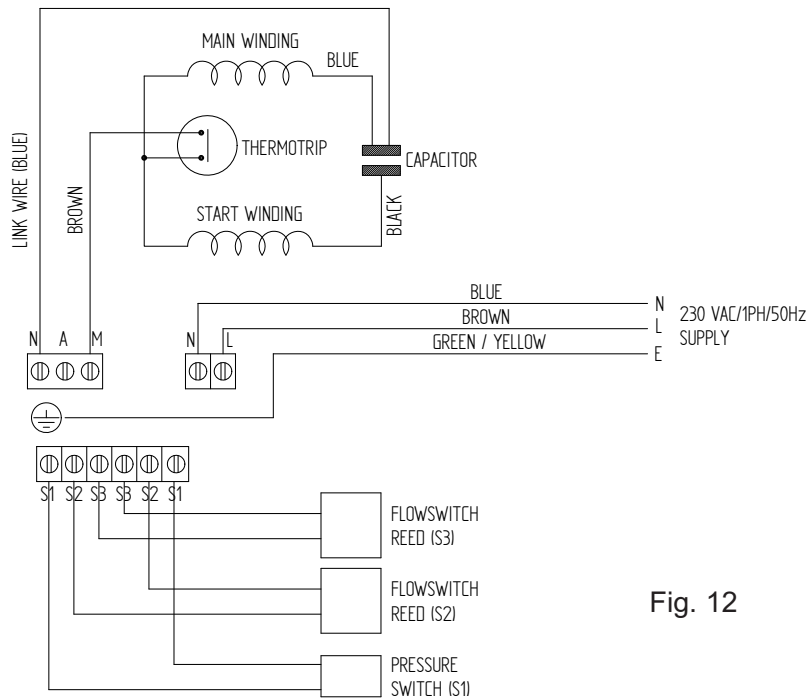 MAIN WINDING
BLUE
THERMOTRIP
CAPACITOR
LINK WIRE (BLUE)
BROWN
START WINDING
BLACK
BLUE
N
BROWN
L
230 VAC/1PH/50Hz
SUPPLY
GREEN / YELLOW
E
N A M
N L
S1 S2 S3 S3 S2 S1
FLOWSWITCH
REED (S3)
FLOWSWITCH
REED (S2)
Fig. 12
PRESSURE
SWITCH (S1)